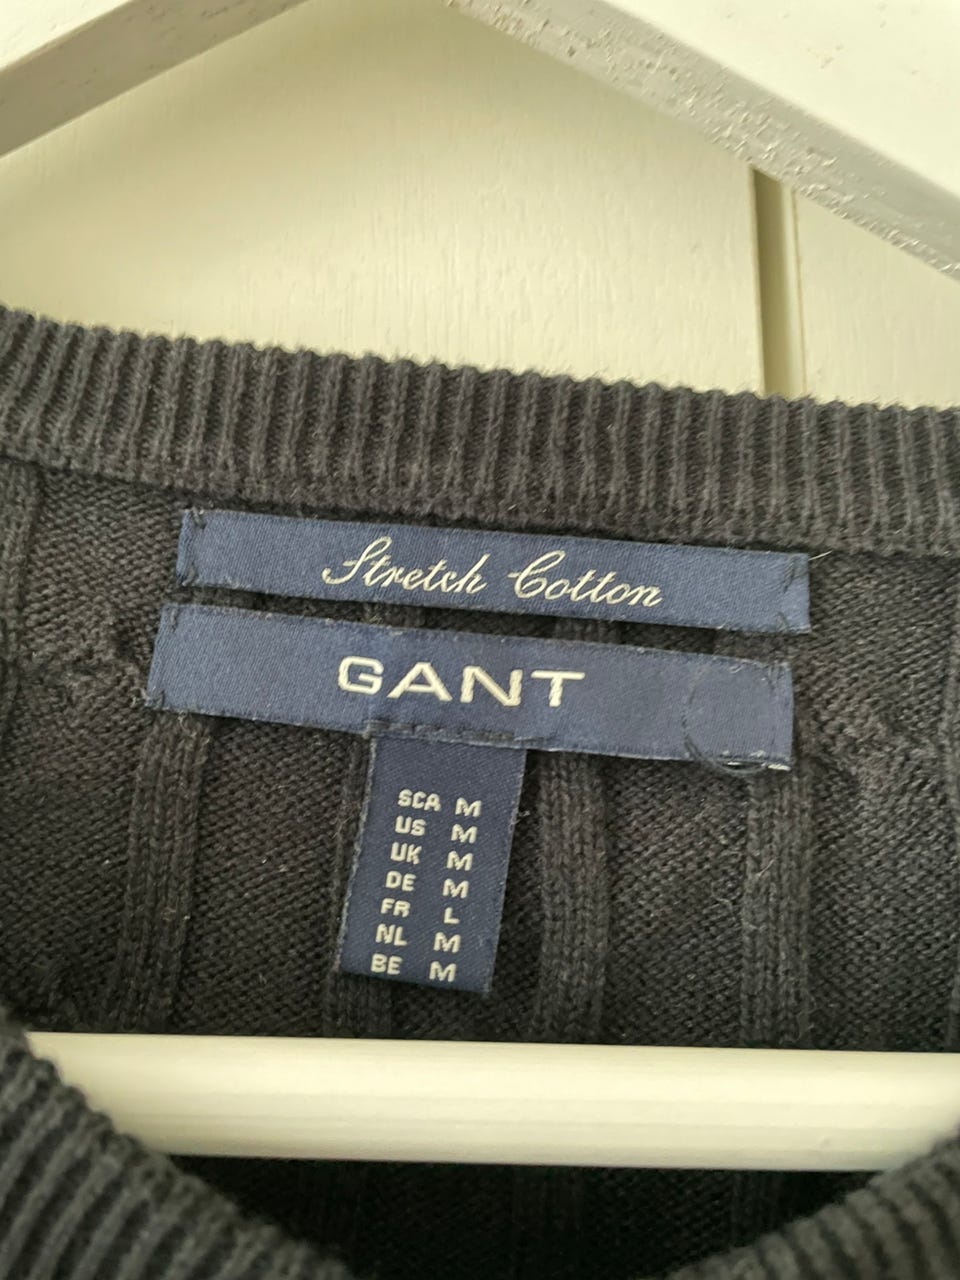 Stretch Cotton
GANT
SCA M
US M
UK M
DE M
FR L
NL M
BE M